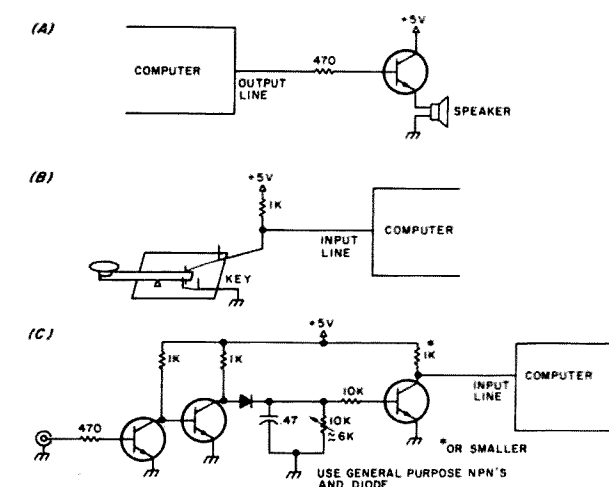 (A)
+5V
COMPUTER
470
OUTPUT
LINE
SPEAKER
(B)
+5V
1K
INPUT
LINE
COMPUTER
KEY
(C)
+5V
1K
1K
*
1K
10K
INPUT
LINE
COMPUTER
470
.47
10K
≈6K
*OR SMALLER
USE GENERAL PURPOSE NPN'S
AND DIODE